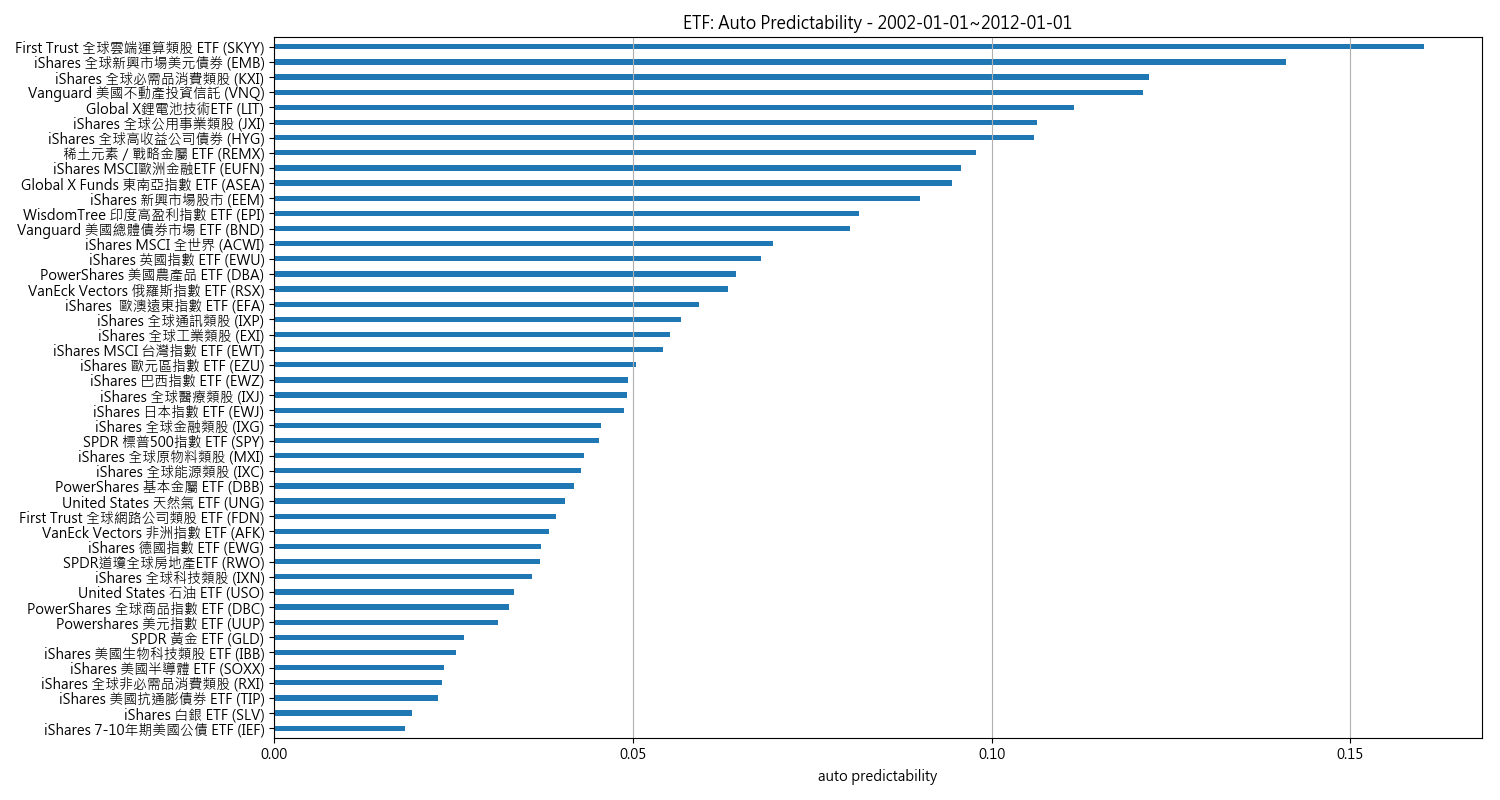 ETF: Auto Predictability - 2002-01-01~2012-01-01
First Trust 全球雲端運算類股 ETF (SKYY)
iShares 全球新興市場美元債券 (EMB)
iShares 全球必需品消費類股 (KXI)
Vanguard 美國不動產投資信託 (VNQ)
Global X鋰電池技術ETF (LIT)
iShares 全球公用事業類股 (JXI)
iShares 全球高收益公司債券 (HYG)
稀土元素 / 戰略金屬 ETF (REMX)
iShares MSCI歐洲金融ETF (EUFN)
Global X Funds 東南亞指數 ETF (ASEA)
iShares 新興市場股市 (EEM)
WisdomTree 印度高盈利指數 ETF (EPI)
Vanguard 美國總體債券市場 ETF (BND)
iShares MSCI 全世界 (ACWI)
iShares 英國指數 ETF (EWU)
PowerShares 美國農產品 ETF (DBA)
VanEck Vectors 俄羅斯指數 ETF (RSX)
iShares  歐澳遠東指數 ETF (EFA)
iShares 全球通訊類股 (IXP)
iShares 全球工業類股 (EXI)
iShares MSCI 台灣指數 ETF (EWT)
iShares 歐元區指數 ETF (EZU)
iShares 巴西指數 ETF (EWZ)
iShares 全球醫療類股 (IXJ)
iShares 日本指數 ETF (EWJ)
iShares 全球金融類股 (IXG)
SPDR 標普500指數 ETF (SPY)
iShares 全球原物料類股 (MXI)
iShares 全球能源類股 (IXC)
PowerShares 基本金屬 ETF (DBB)
United States 天然氣 ETF (UNG)
First Trust 全球網路公司類股 ETF (FDN)
VanEck Vectors 非洲指數 ETF (AFK)
iShares 德國指數 ETF (EWG)
SPDR道瓊全球房地產ETF (RWO)
iShares 全球科技類股 (IXN)
United States 石油 ETF (USO)
PowerShares 全球商品指數 ETF (DBC)
Powershares 美元指數 ETF (UUP)
SPDR 黃金 ETF (GLD)
iShares 美國生物科技類股 ETF (IBB)
iShares 美國半導體 ETF (SOXX)
iShares 全球非必需品消費類股 (RXI)
iShares 美國抗通膨債券 ETF (TIP)
iShares 白銀 ETF (SLV)
iShares 7-10年期美國公債 ETF (IEF)
0.00 0.05 0.10 0.15
auto predictability